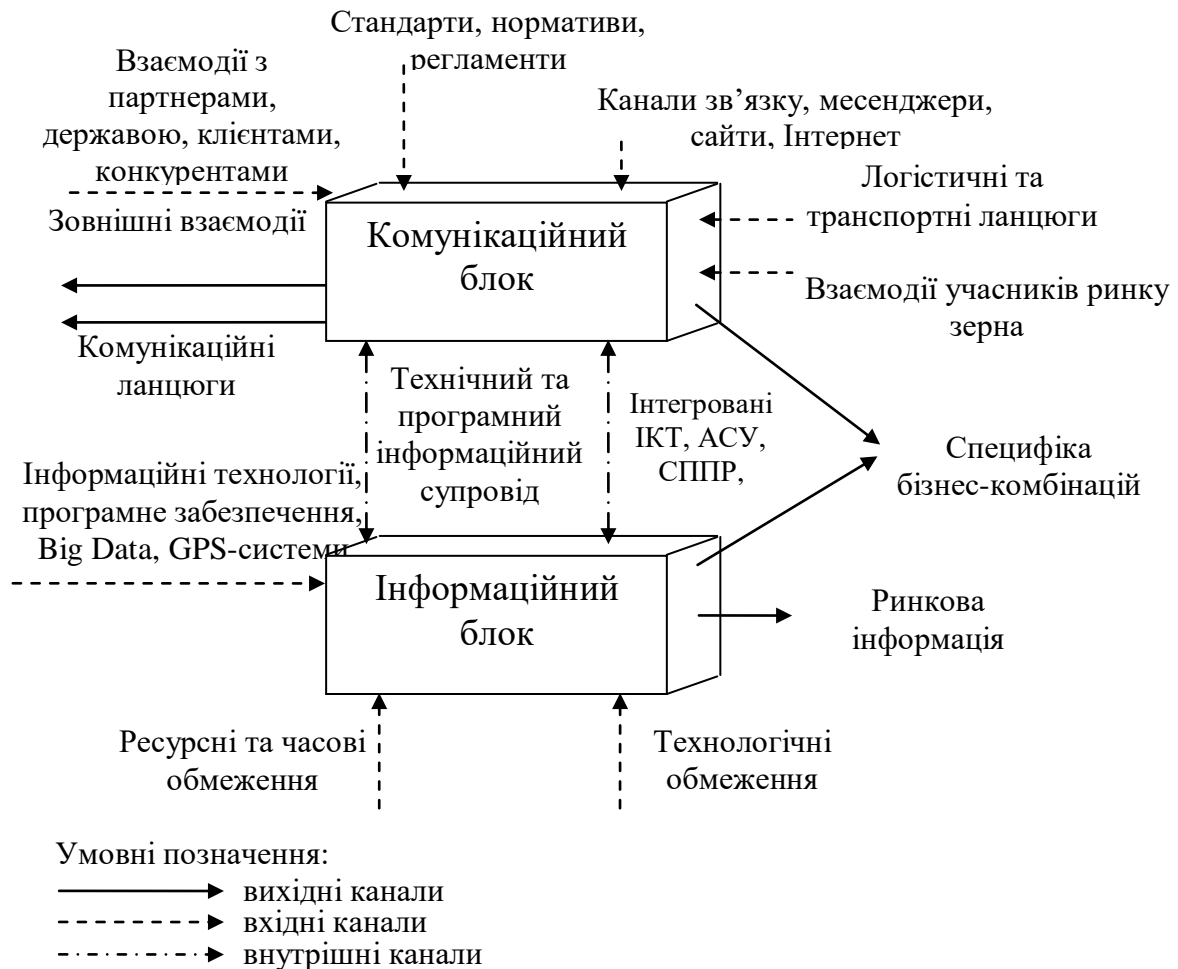 Стандарти, нормативи,
регламенти
Взаємодії з
партнерами,
державою, клієнтами,
конкурентами
Канали зв’язку, месенджери,
сайти, Інтернет
Зовнішні взаємодії
Комунікаційний
блок
Логістичні та
транспортні ланцюги
Взаємодії учасників ринку
зерна
Комунікаційні
ланцюги
Технічний та
програмний
інформаційний
супровід
Інтегровані
ІКТ, АСУ,
СППР,
Специфіка
бізнес-комбінацій
Інформаційні технології,
програмне забезпечення,
Big Data, GPS-системи
Інформаційний
блок
Ринкова
інформація
Ресурсні та часові
обмеження
Технологічні
обмеження
Умовні позначення:
вихідні канали
вхідні канали
внутрішні канали